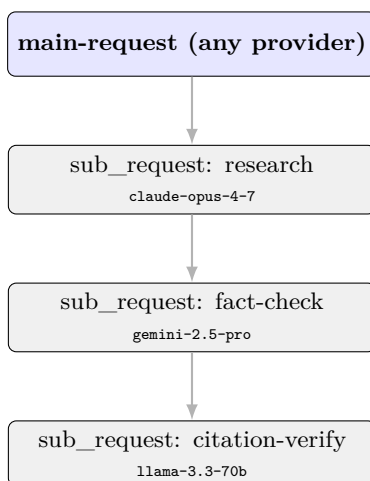 main-request (any provider)
sub_request: research
claude-opus-4-7
sub_request: fact-check
gemini-2.5-pro
sub_request: citation-verify
llama-3.3-70b